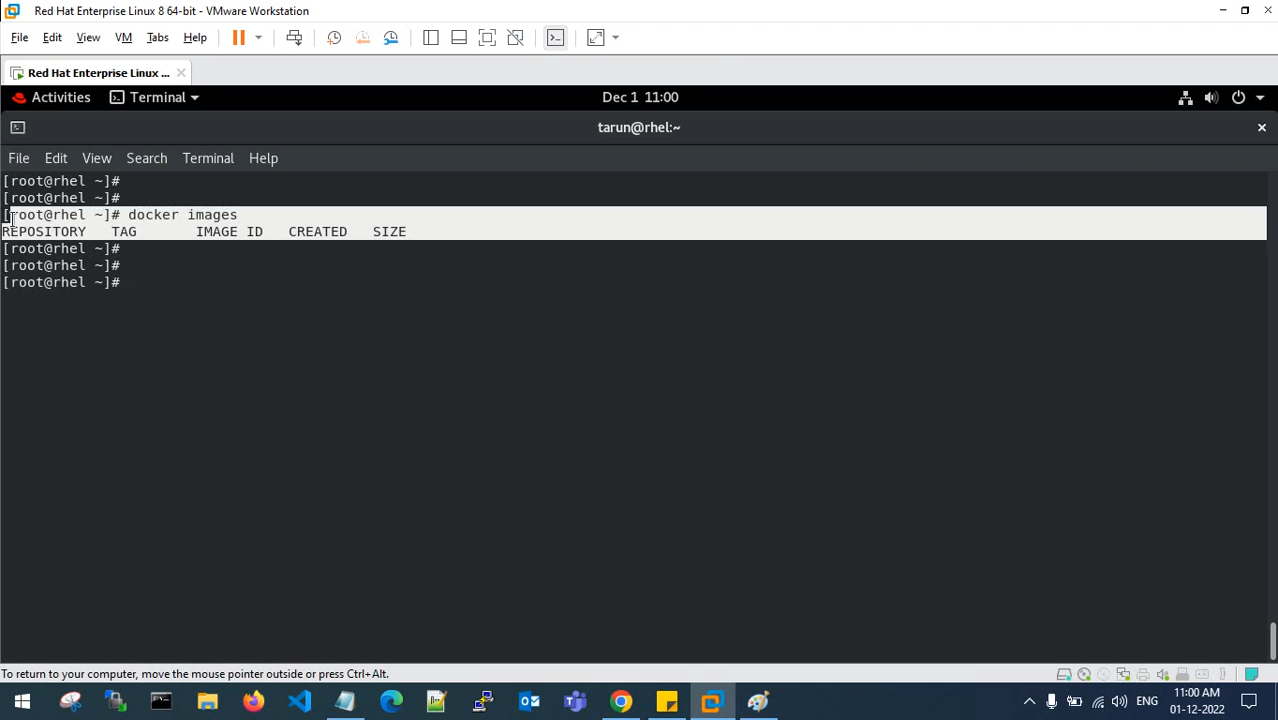 Red Hat Enterprise Linux 8 64-bit - VMware Workstation
File Edit View VM Tabs Help
Red Hat Enterprise Linux ...
Activities Terminal Dec 1 11:00
tarun@rhel:~
File Edit View Search Terminal Help
[root@rhel ~]#
[root@rhel ~]#
[root@rhel ~]# docker images
REPOSITORY TAG IMAGE ID CREATED SIZE
[root@rhel ~]#
[root@rhel ~]#
[root@rhel ~]#
To return to your computer, move the mouse pointer outside or press Ctrl+Alt.
ENG 11:00 AM
01-12-2022